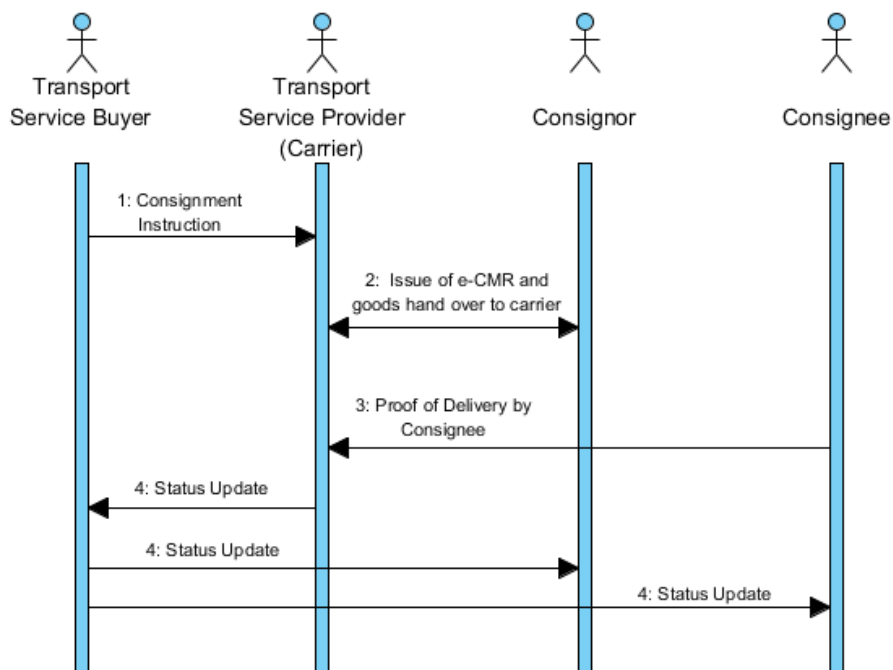 Transport
Service Buyer
Transport
Service Provider
(Carrier)
Consignor
Consignee
1: Consignment
Instruction
2: Issue of e-CMR and
goods hand over to carrier
3: Proof of Delivery by
Consignee
4: Status Update
4: Status Update
4: Status Update